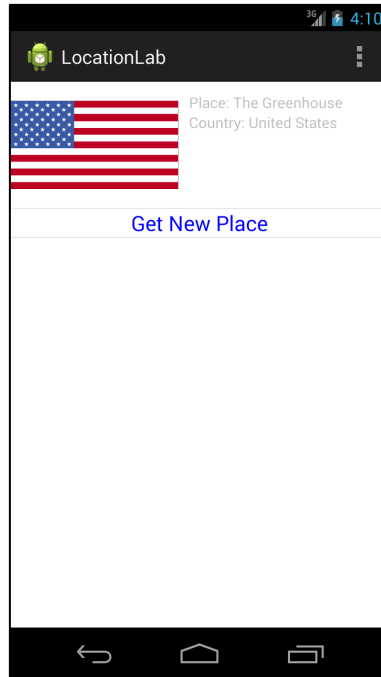 3G 4:10
LocationLab
Place: The Greenhouse
Country: United States
Get New Place